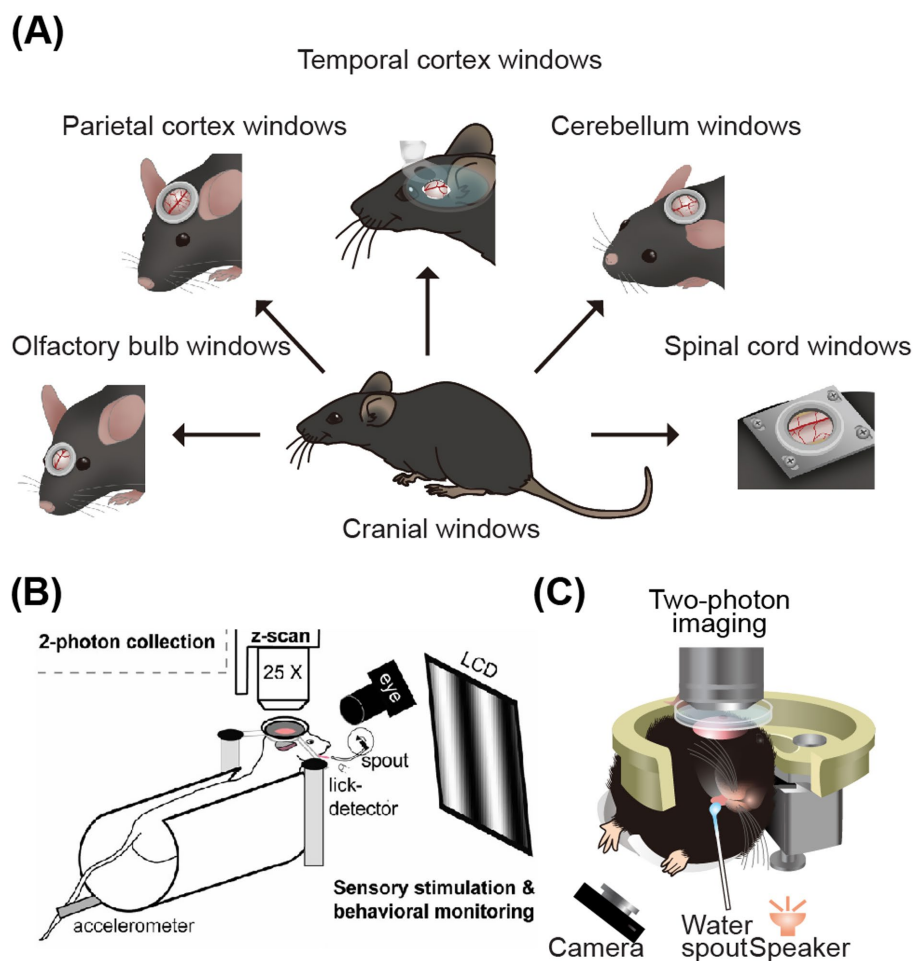 (A)
Temporal cortex windows
Parietal cortex windows
Cerebellum windows
Olfactory bulb windows
Spinal cord windows
Cranial windows
(B)
2-photon collection
z-scan
25 X
eye
LCD
spout
lick-
detector
accelerometer
Sensory stimulation &
behavioral monitoring
(C)
Two-photon
imaging
Camera
Water
spout
Speaker